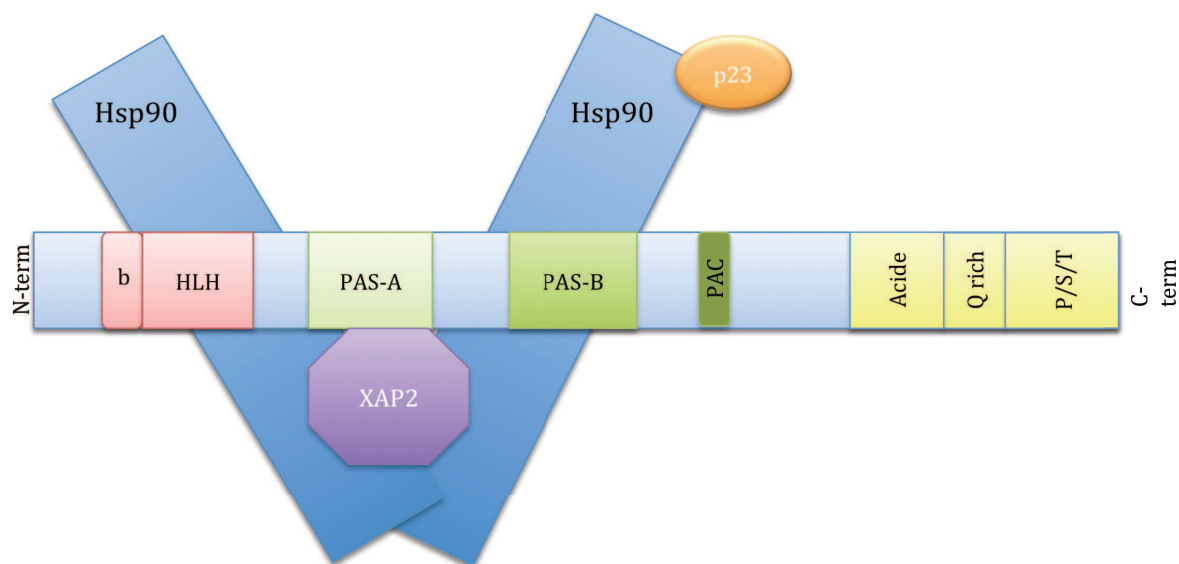 Hsp90
Hsp90
p23
N-term
b
HLH
PAS-A
PAS-B
PAC
Acide
Q rich
P/S/T
C-
term
XAP2